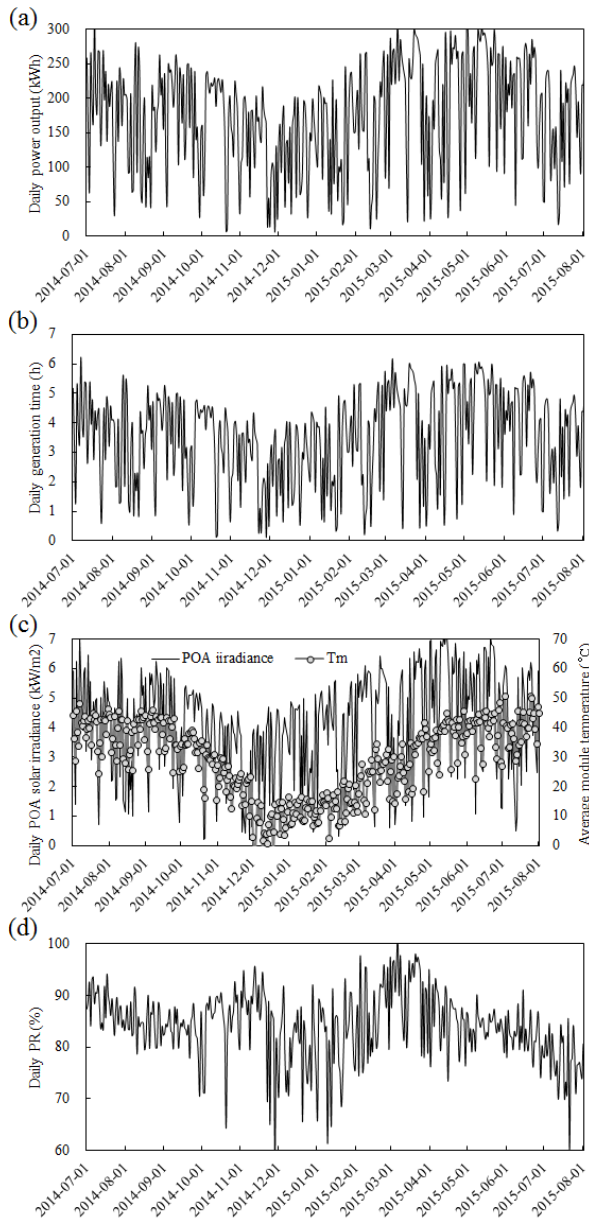 (a)
Daily power output (kWh)
300
250
200
150
100
50
0
2014-07-01 2014-08-01 2014-09-01 2014-10-01 2014-11-01 2014-12-01 2015-01-01 2015-02-01 2015-03-01 2015-04-01 2015-05-01 2015-06-01 2015-07-01 2015-08-01
(b)
Daily generation time (h)
7
6
5
4
3
2
1
0
2014-07-01 2014-08-01 2014-09-01 2014-10-01 2014-11-01 2014-12-01 2015-01-01 2015-02-01 2015-03-01 2015-04-01 2015-05-01 2015-06-01 2015-07-01 2015-08-01
(c)
Daily POA solar irradiance (kW/m2)
7
6
5
4
3
2
1
0
POA iiradiance Tm
70
60
50
40
30
20
10
0
Average module temperature (°C)
2014-07-01 2014-08-01 2014-09-01 2014-10-01 2014-11-01 2014-12-01 2015-01-01 2015-02-01 2015-03-01 2015-04-01 2015-05-01 2015-06-01 2015-07-01 2015-08-01
(d)
Daily PR (%)
100
90
80
70
60
2014-07-01 2014-08-01 2014-09-01 2014-10-01 2014-11-01 2014-12-01 2015-01-01 2015-02-01 2015-03-01 2015-04-01 2015-05-01 2015-06-01 2015-07-01 2015-08-01